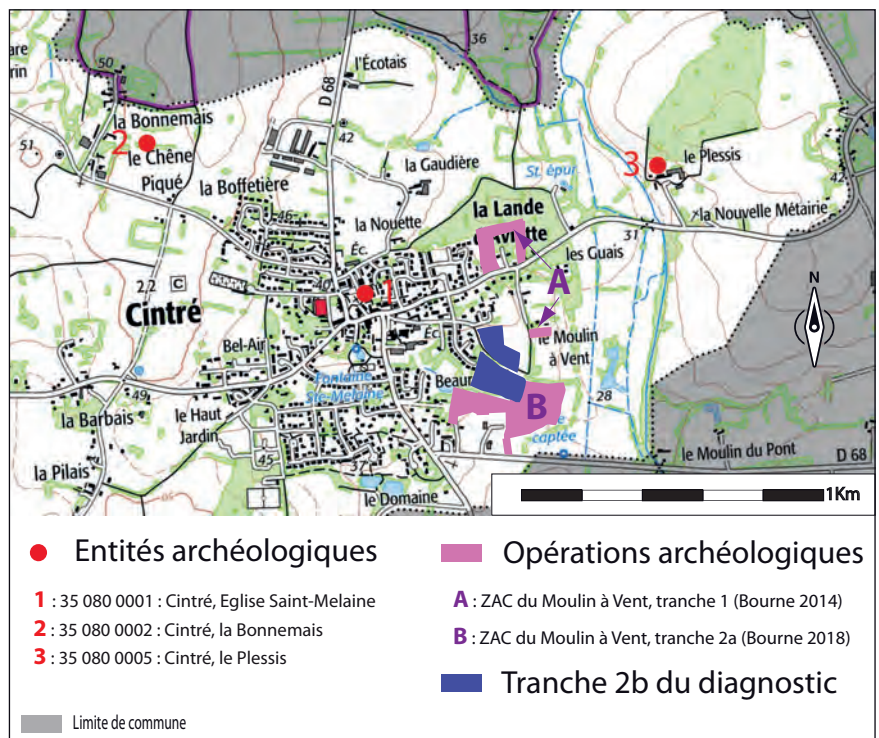 50
36
l'Écotais
D 68
la Bonnemais
42
2
51
le Chêne
Piqué
la Gaudière
St. épur
3
le Plessis
42
la Boffetière
46
la Lande
la Nouette
la Nouvelle Métairie
31
Éc.
les Guais
N
2,2
C
40
1
A
Cintré
Éc
le Moulin
à Vent
Bel-Air
Fontaine
Ste-Melaine
Beaur
49
la Barbais
le Haut
Jardin
B
28
captée
45
37
la Pilais
le Moulin du Pont
D 68
le Domaine
1Km
Entités archéologiques
1 : 35 080 0001 : Cintré, Eglise Saint-Melaine
2 : 35 080 0002 : Cintré, la Bonnemais
3 : 35 080 0005 : Cintré, le Plessis
Limite de commune
Opérations archéologiques
A : ZAC du Moulin à Vent, tranche 1 (Bourne 2014)
B : ZAC du Moulin à Vent, tranche 2a (Bourne 2018)
Tranche 2b du diagnostic